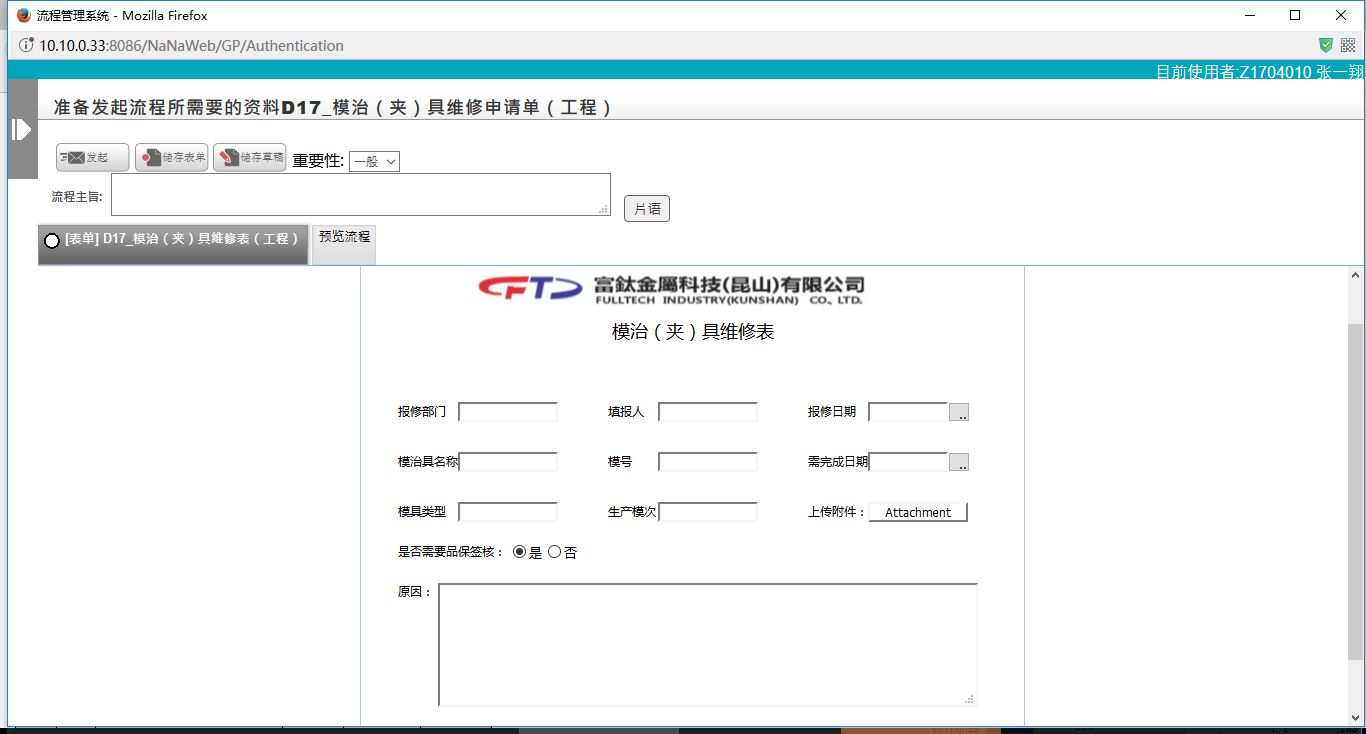 流程管理系统 - Mozilla Firefox
10.10.0.33:8086/NaNaWeb/GP/Authentication
目前使用者:Z1704010 张一翔
准备发起流程所需要的资料D17_模治（夹）具维修申请单（工程）
发起 储存表单 储存草稿 重要性: 一般
流程主旨: 片语
[表单] D17_模治（夹）具维修表（工程） 预览流程
CFTD 富鈦金屬科技(昆山)有限公司
FULLTECH INDUSTRY(KUNSHAN) CO., LTD.
模治（夹）具维修表
报修部门 填报人 报修日期 ..
模治具名称 模号 需完成日期 ..
模具类型 生产模次 上传附件： Attachment
是否需要品保签核： 是 否
原因：